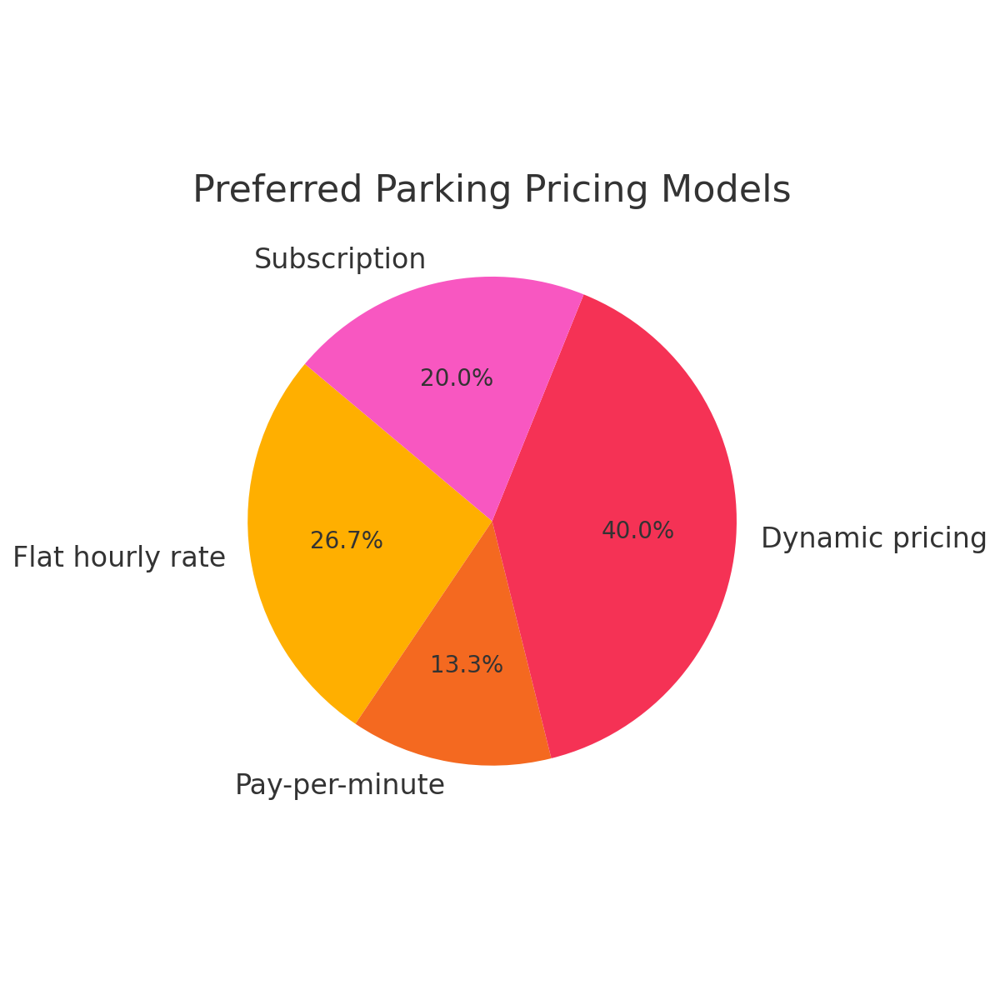 Preferred Parking Pricing Models
Subscription
20.0%
40.0%
Dynamic pricing
26.7%
Flat hourly rate
13.3%
Pay-per-minute